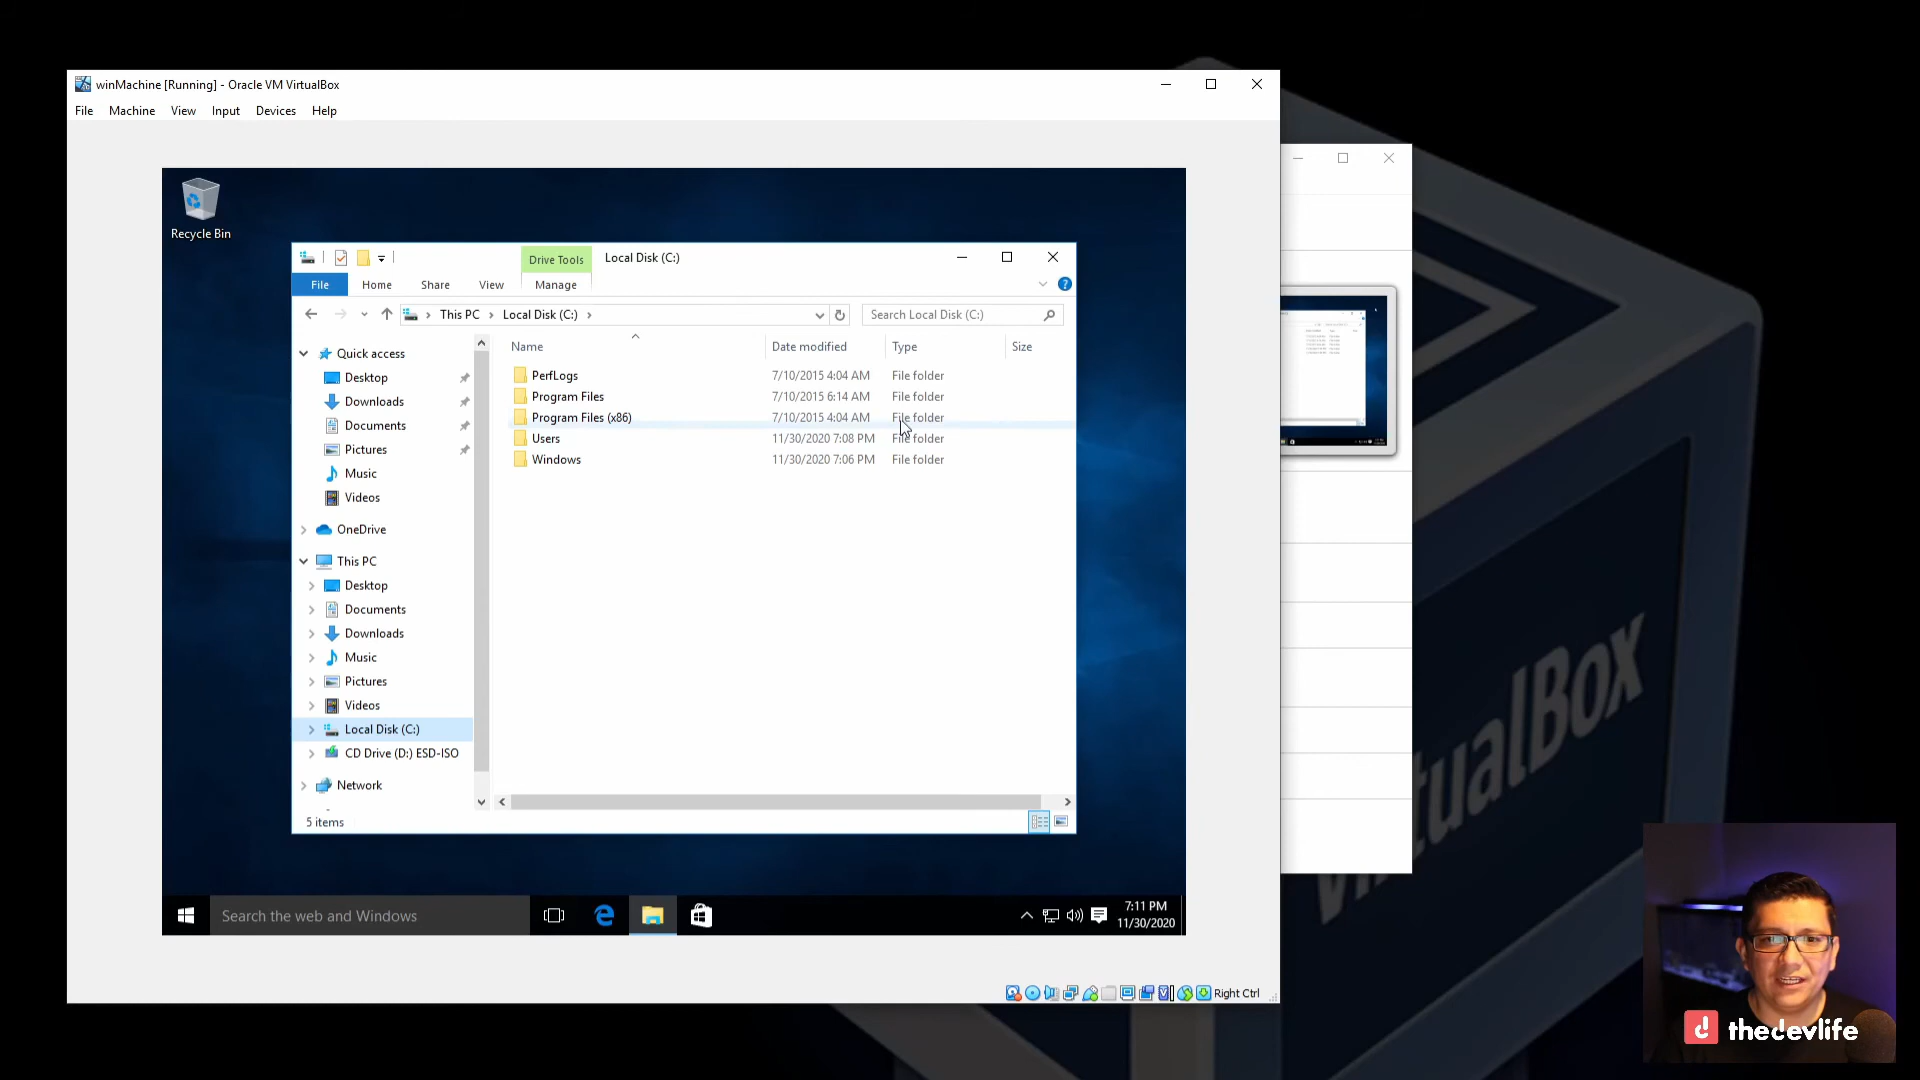 winMachine [Running] - Oracle VM VirtualBox
File Machine View Input Devices Help
Recycle Bin
Drive Tools Local Disk (C:)
File Home Share View Manage
This PC Local Disk (C:)
Search Local Disk (C:)
Name Date modified Type Size
PerfLogs 7/10/2015 4:04 AM File folder
Program Files 7/10/2015 6:14 AM File folder
Program Files (x86) 7/10/2015 4:04 AM File folder
Users 11/30/2020 7:08 PM File folder
Windows 11/30/2020 7:06 PM File folder
Quick access
Desktop
Downloads
Documents
Pictures
Music
Videos
OneDrive
This PC
Desktop
Documents
Downloads
Music
Pictures
Videos
Local Disk (C:)
CD Drive (D:) ESD-ISO
Network
5 items
Search the web and Windows
7:11 PM
11/30/2020
Right Ctrl
VirtualBox
thedevlife